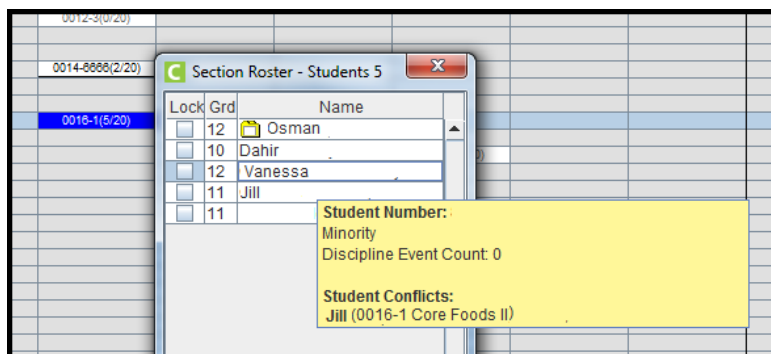 0012-3(0/20)
0014-6666(2/20)
Section Roster - Students 5
Lock Grd Name
0016-1(5/20)
12 Osman
10 Dahir
12 Vanessa
11 Jill
11
Student Number:
Minority
Discipline Event Count: 0
Student Conflicts:
Jill (0016-1 Core Foods II)